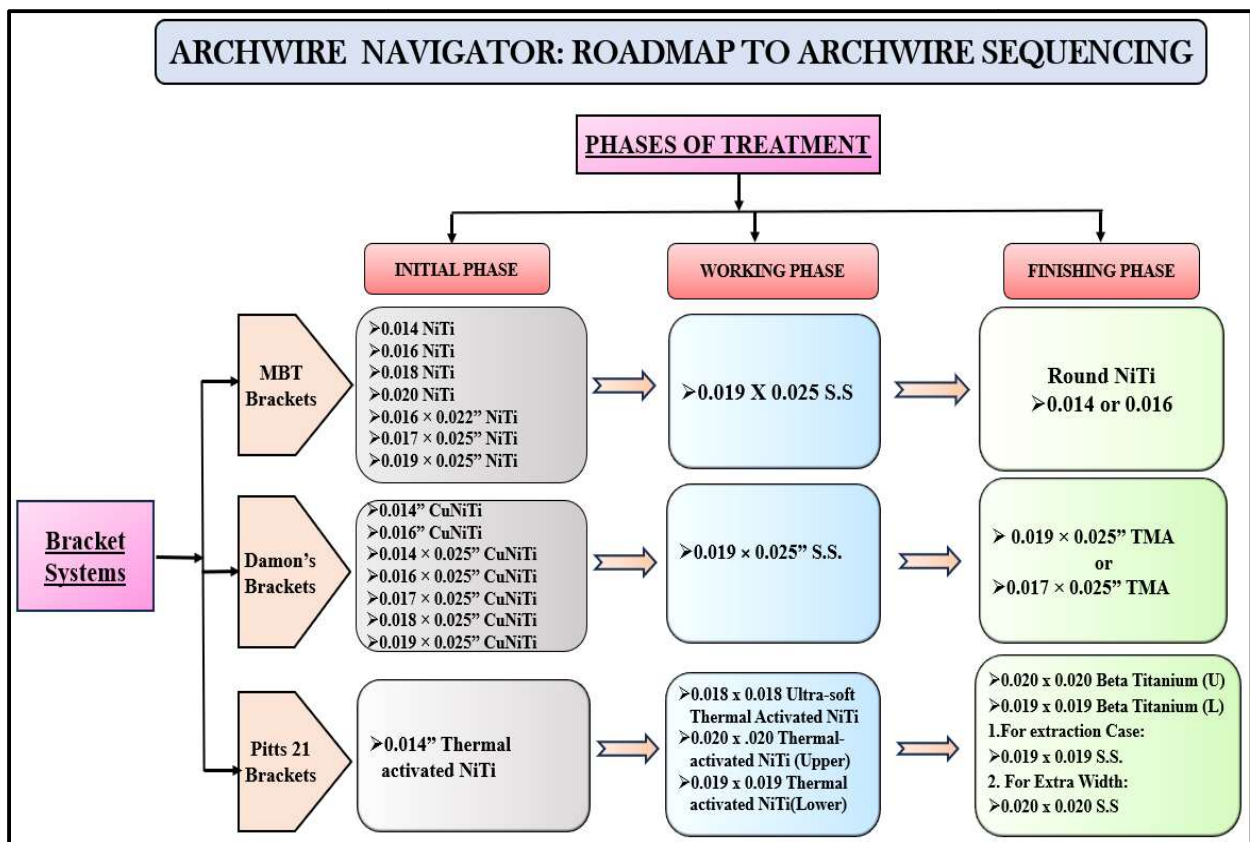 ARCHWIRE NAVIGATOR: ROADMAP TO ARCHWIRE SEQUENCING
PHASES OF TREATMENT
INITIAL PHASE
WORKING PHASE
FINISHING PHASE
Bracket
Systems
MBT
Brackets
➢0.014 NiTi
➢0.016 NiTi
➢0.018 NiTi
➢0.020 NiTi
➢0.016 × 0.022” NiTi
➢0.017 × 0.025” NiTi
➢0.019 × 0.025” NiTi
➢0.019 X 0.025 S.S
Round NiTi
➢0.014 or 0.016
Damon’s
Brackets
➢0.014” CuNiTi
➢0.016” CuNiTi
➢0.014 × 0.025” CuNiTi
➢0.016 × 0.025” CuNiTi
➢0.017 × 0.025” CuNiTi
➢0.018 × 0.025” CuNiTi
➢0.019 × 0.025” CuNiTi
➢0.019 × 0.025” S.S.
➢ 0.019 × 0.025” TMA
or
➢0.017 × 0.025” TMA
Pitts 21
Brackets
➢0.014” Thermal
activated NiTi
➢0.018 x 0.018 Ultra-soft
Thermal Activated NiTi
➢0.020 x .020 Thermal-
activated NiTi (Upper)
➢0.019 x 0.019 Thermal
activated NiTi(Lower)
➢0.020 x 0.020 Beta Titanium (U)
➢0.019 x 0.019 Beta Titanium (L)
1.For extraction Case:
➢0.019 x 0.019 S.S.
2. For Extra Width:
➢0.020 x 0.020 S.S